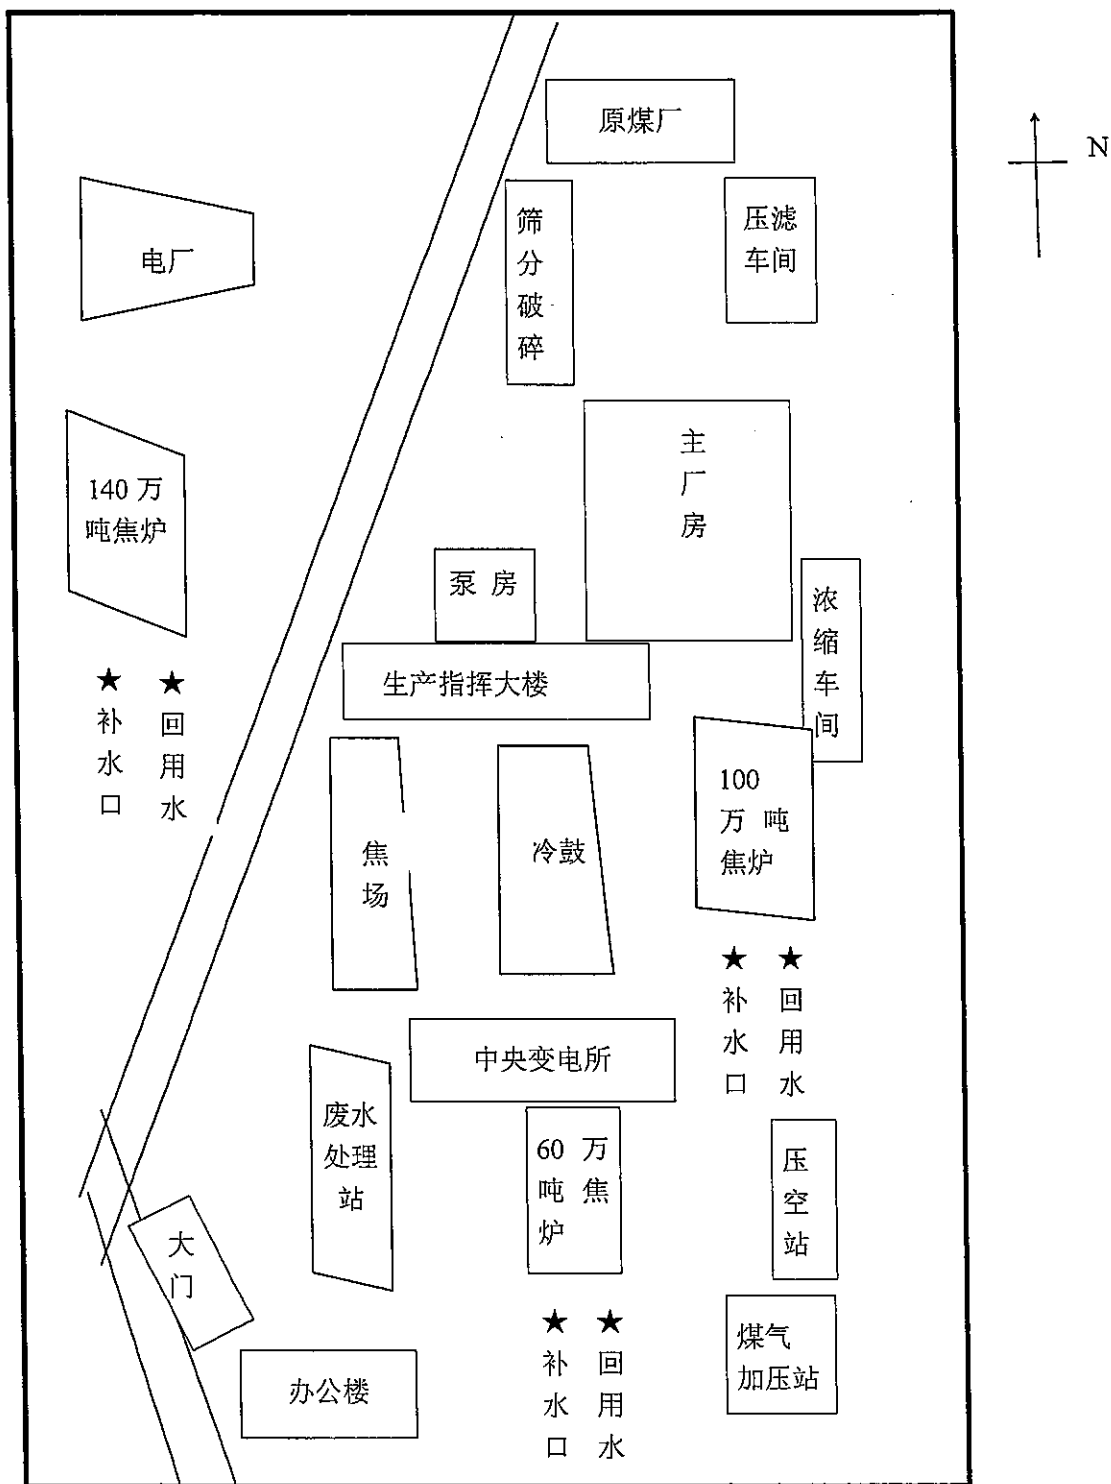 原煤厂
N
筛
分
破
碎
压滤
车间
电厂
主
厂
房
140 万
吨焦炉
泵 房
浓
缩
车
间
生产指挥大楼
补
水
口
回
用
水
100
万 吨
焦炉
焦
场
冷鼓
补
水
口
回
用
水
中央变电所
废水
处理
站
60 万
吨 焦
炉
压
空
站
大
门
补
水
口
回
用
水
煤气
加压站
办公楼